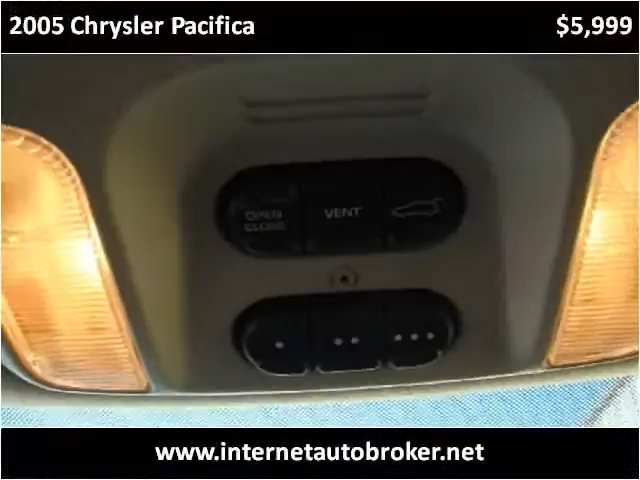 2005 Chrysler Pacifica $5,999
OPEN
CLOSE
VENT
www.internetautobroker.net